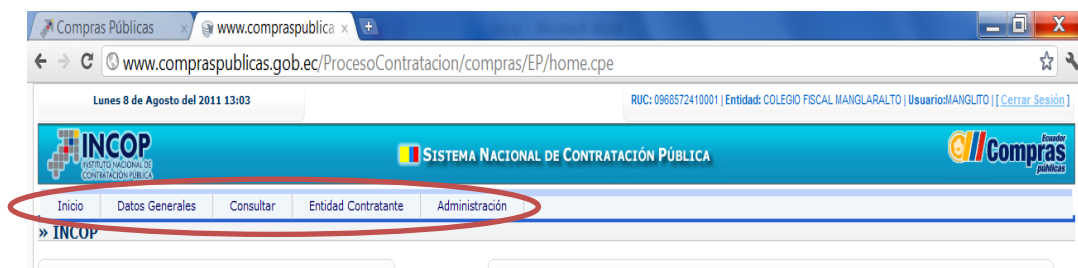 Compras Públicas
www.compraspublica
www.compraspublicas.gob.ec/ProcesoContratacion/compras/EP/home.cpe
Lunes 8 de Agosto del 2011 13:03
RUC: 0968572410001 | Entidad: COLEGIO FISCAL MANGLARALTO | Usuario:MANGLITO | [ Cerrar Sesión ]
INCOP
INSTITUTO NACIONAL DE
CONTRATACIÓN PÚBLICA
SISTEMA NACIONAL DE CONTRATACIÓN PÚBLICA
Ecuador
Compras
públicas
Inicio Datos Generales Consultar Entidad Contratante Administración
» INCOP